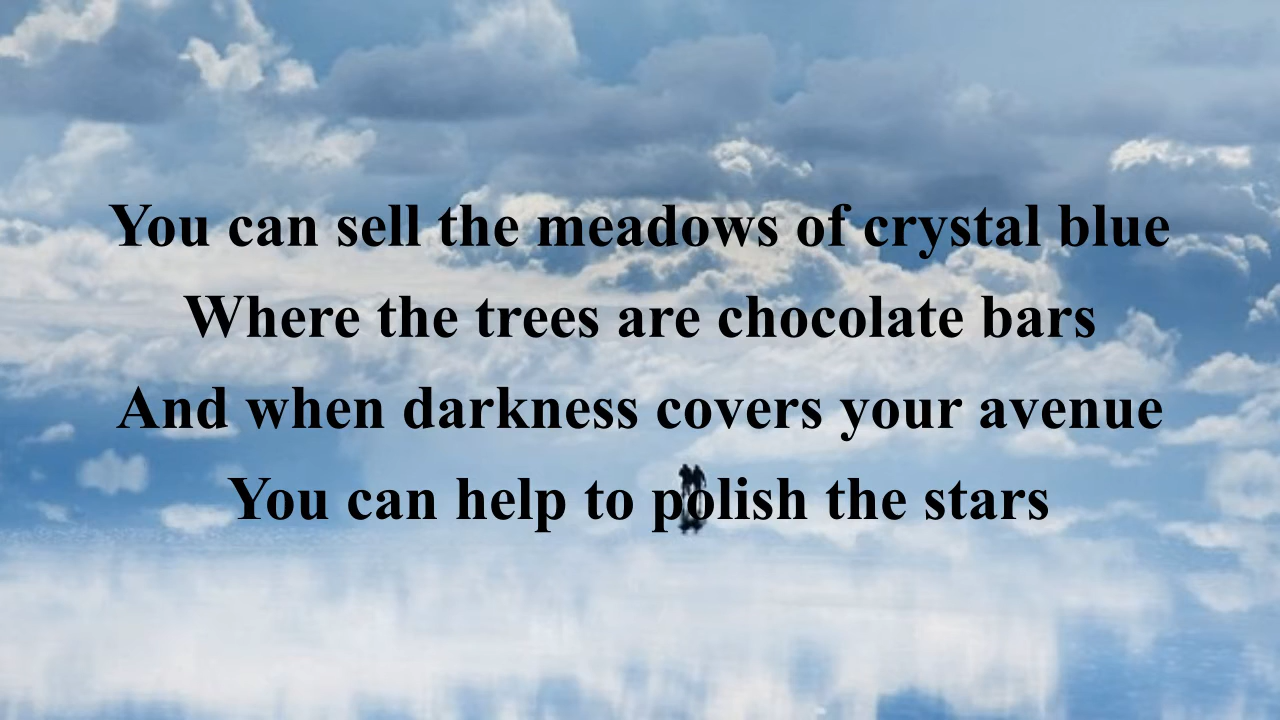 You can sell the meadows of crystal blue
Where the trees are chocolate bars
And when darkness covers your avenue
You can help to polish the stars